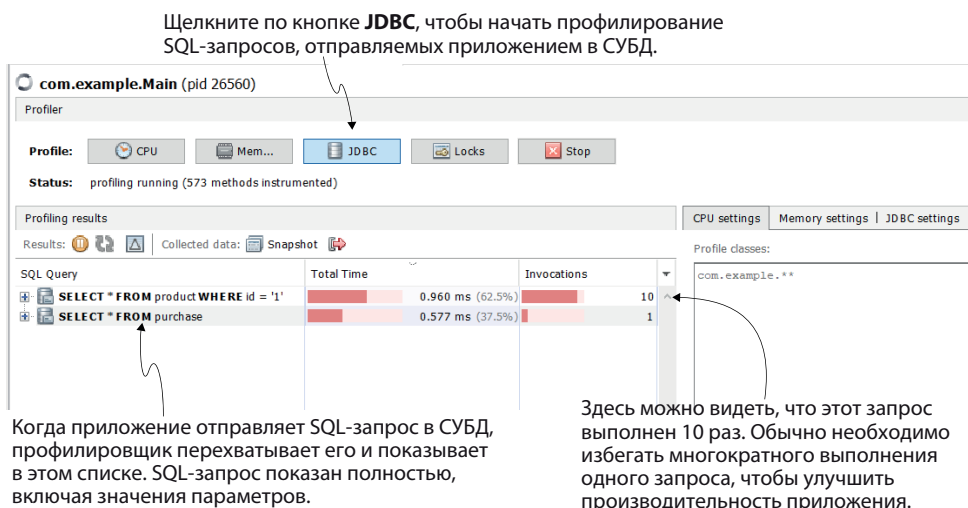 Щелкните по кнопке JDBC, чтобы начать профилирование
SQL-запросов, отправляемых приложением в СУБД.
com.example.Main (pid 26560)
Profiler
Profile: CPU Mem... JDBC Locks Stop
Status: profiling running (573 methods instrumented)
Profiling results
CPU settings Memory settings JDBC settings
Results: Collected data: Snapshot
Profile classes:
SQL Query Total Time Invocations
com.example.**
SELECT * FROM product WHERE id = '1' 0.960 ms (62.5%) 10
SELECT * FROM purchase 0.577 ms (37.5%) 1
Когда приложение отправляет SQL-запрос в СУБД,
профилировщик перехватывает его и показывает
в этом списке. SQL-запрос показан полностью,
включая значения параметров.
Здесь можно видеть, что этот запрос
выполнен 10 раз. Обычно необходимо
избегать многократного выполнения
одного запроса, чтобы улучшить
производительность приложения.